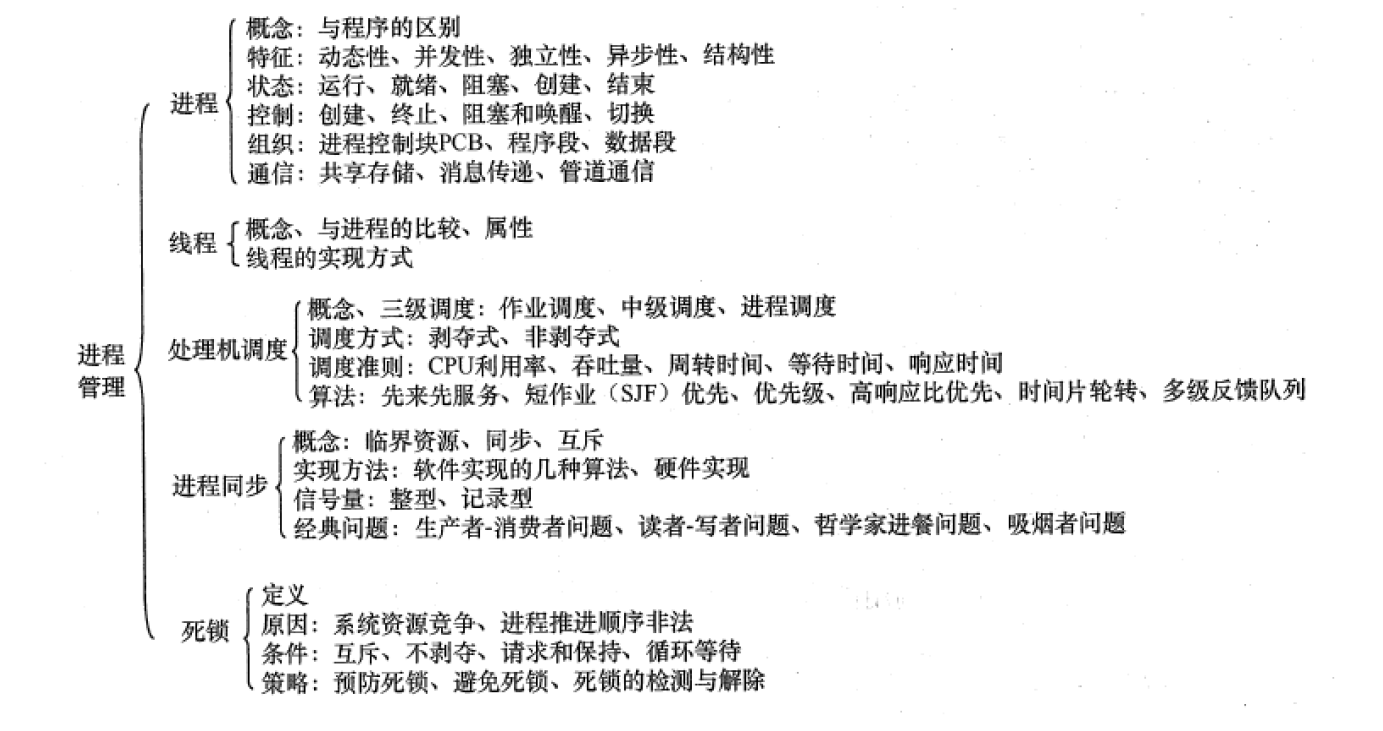 概念：与程序的区别
特征：动态性、并发性、独立性、异步性、结构性
状态：运行、就绪、阻塞、创建、结束
进程
控制：创建、终止、阻塞和唤醒、切换
组织：进程控制块PCB、程序段、数据段
通信：共享存储、消息传递、管道通信
概念、与进程的比较、属性
线程
线程的实现方式
概念、三级调度：作业调度、中级调度、进程调度
调度方式：剥夺式、非剥夺式
处理机调度
调度准则：CPU利用率、吞吐量、周转时间、等待时间、响应时间
算法：先来先服务、短作业（SJF）优先、优先级、高响应比优先、时间片轮转、多级反馈队列
进程
管理
概念：临界资源、同步、互斥
实现方法：软件实现的几种算法、硬件实现
进程同步
信号量：整型、记录型
经典问题：生产者-消费者问题、读者-写者问题、哲学家进餐问题、吸烟者问题
定义
原因：系统资源竞争、进程推进顺序非法
死锁
条件：互斥、不剥夺、请求和保持、循环等待
策略：预防死锁、避免死锁、死锁的检测与解除